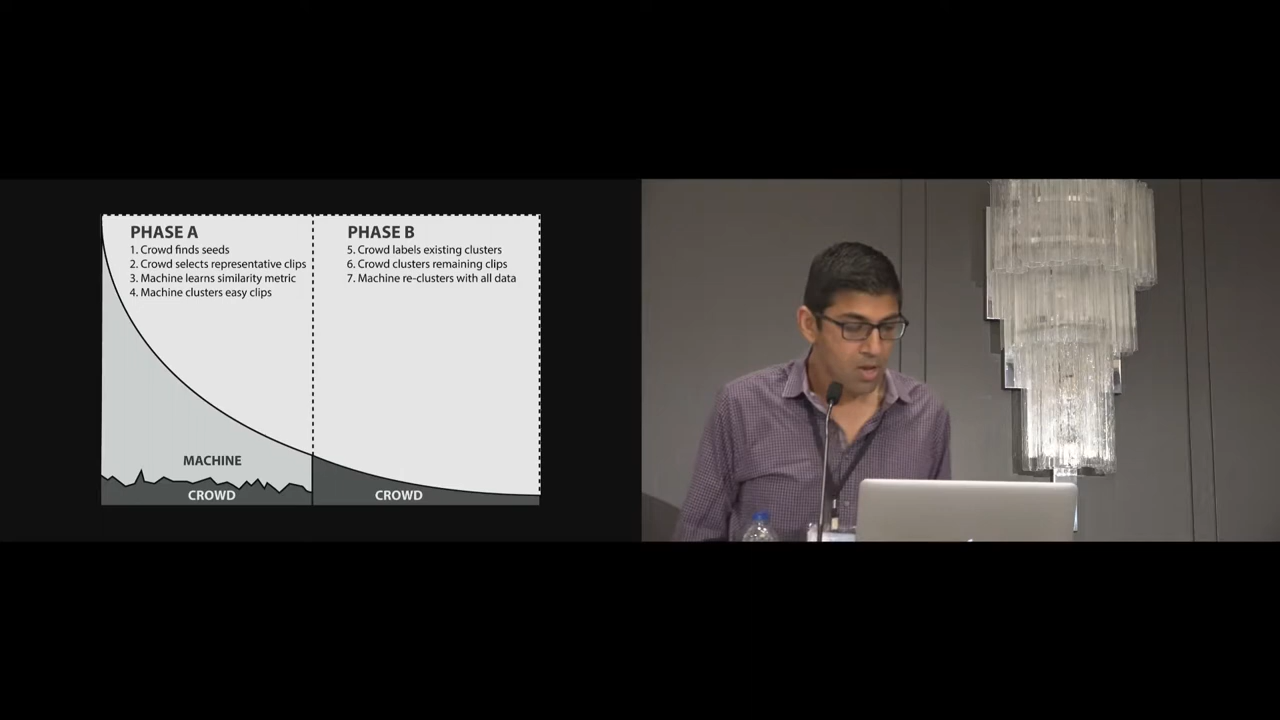 PHASE A
1. Crowd finds seeds
2. Crowd selects representative clips
3. Machine learns similarity metric
4. Machine clusters easy clips
PHASE B
5. Crowd labels existing clusters
6. Crowd clusters remaining clips
7. Machine re-clusters with all data
MACHINE
CROWD
CROWD